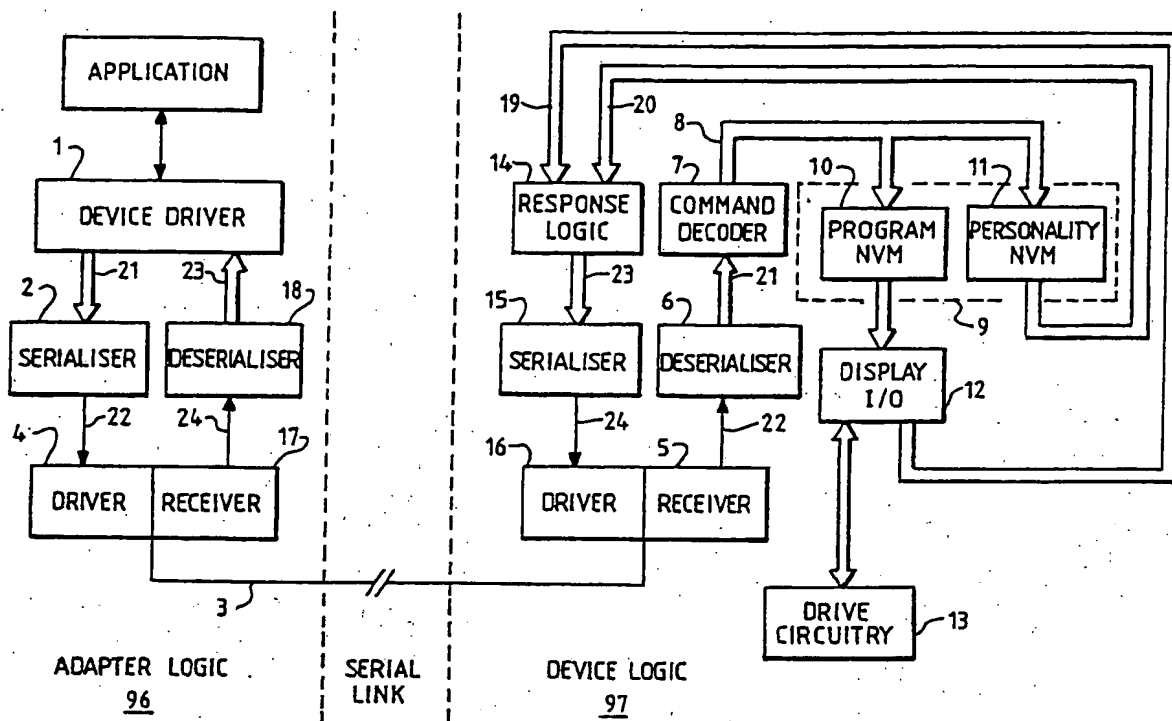 APPLICATION
1
DEVICE DRIVER
21
23
2
18
SERIALISER
DESERIALISER
22
24
4
17
DRIVER
RECEIVER
3
ADAPTER LOGIC
96
SERIAL
LINK
19
20
8
14
7
10
11
RESPONSE
LOGIC
COMMAND
DECODER
PROGRAM
NVM
PERSONALITY
NVM
23
21
9
15
6
SERIALISER
DESERIALISER
DISPLAY
I/O
12
24
22
16
5
DRIVER
RECEIVER
DRIVE
CIRCUITRY
13
DEVICE LOGIC
97